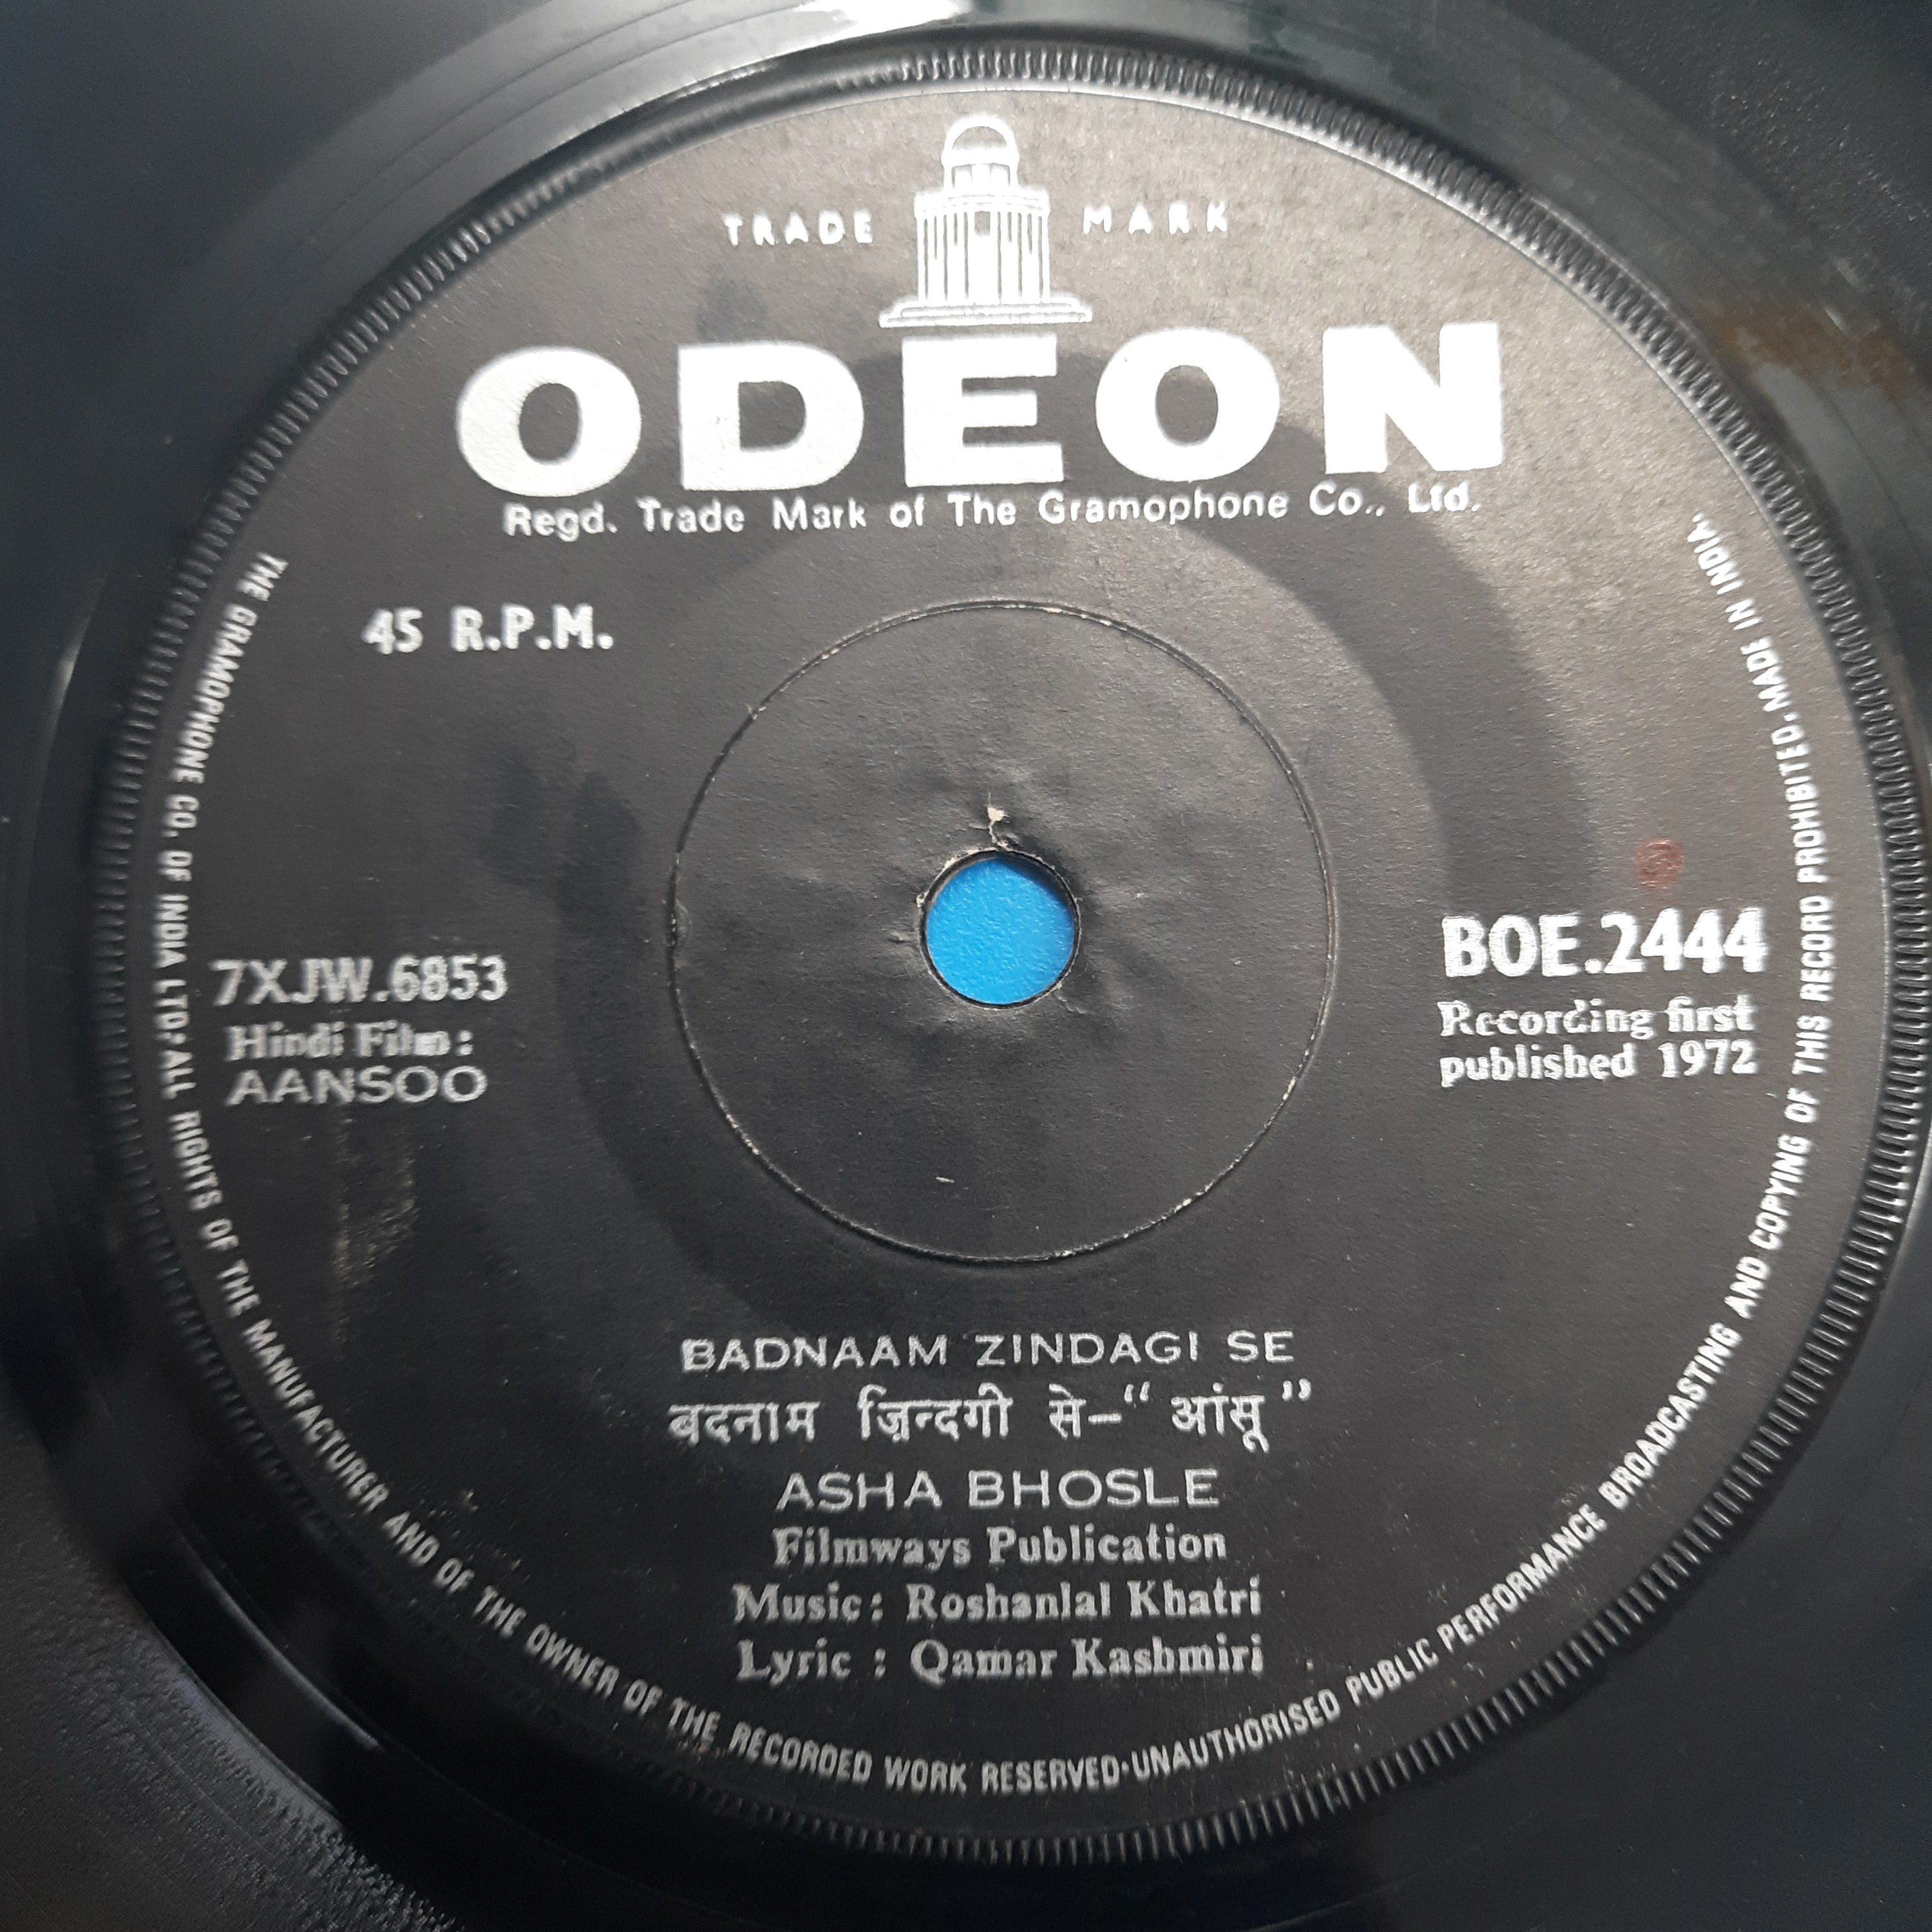 TRADE MARK
ODEON
Regd. Trade Mark of The Gramophone Co., Ltd.
45 R.P.M.
7XJW.6853
Hindi Film :
AANSOO
BOE.2444
Recording first
published 1972
BADNAAM ZINDAGI SE
बदनाम ज़िन्दगी से-“ आंसू ”
ASHA BHOSLE
Filmways Publication
Music : Roshanlal Khatri
Lyric : Qamar Kashmiri
THE GRAMOPHONE CO. OF INDIA LTD; ALL RIGHTS OF THE MANUFACTURER AND OF THE OWNER OF THE RECORDED WORK RESERVED·UNAUTHORISED PUBLIC PERFORMANCE BROADCASTING AND COPYING OF THIS RECORD PROHIBITED. MADE IN INDIA.